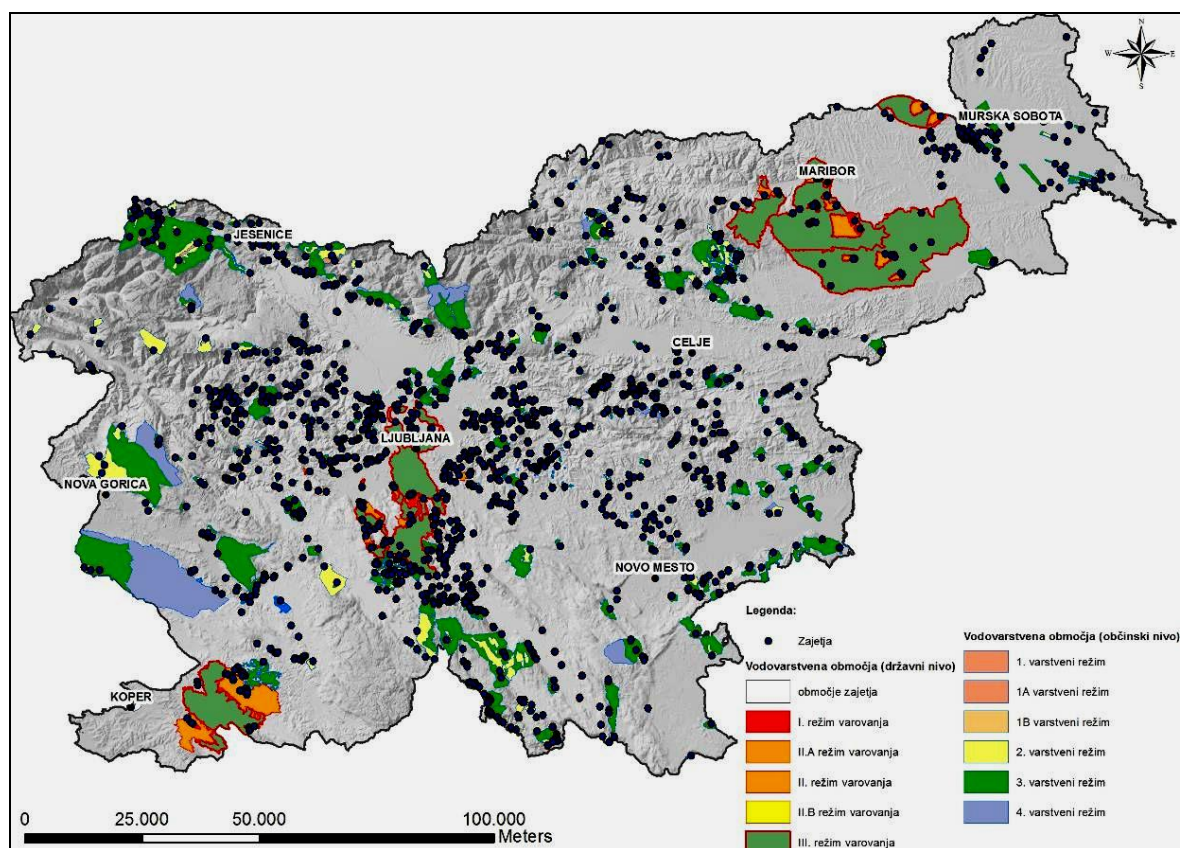 N
W
E
S
MURSKA SOBOTA
MARIBOR
JESENICE
CELJE
LJUBLJANA
NOVA GORICA
NOVO MESTO
KOPER
Legenda:
Zajetja
Vodovarstvena območja (državni nivo)
območje zajetja
I. režim varovanja
II.A režim varovanja
II. režim varovanja
II.B režim varovanja
III. režim varovanja
Vodovarstvena območja (občinski nivo)
1. varstveni režim
1A varstveni režim
1B varstveni režim
2. varstveni režim
3. varstveni režim
4. varstveni režim
0 25.000 50.000 100.000
Meters